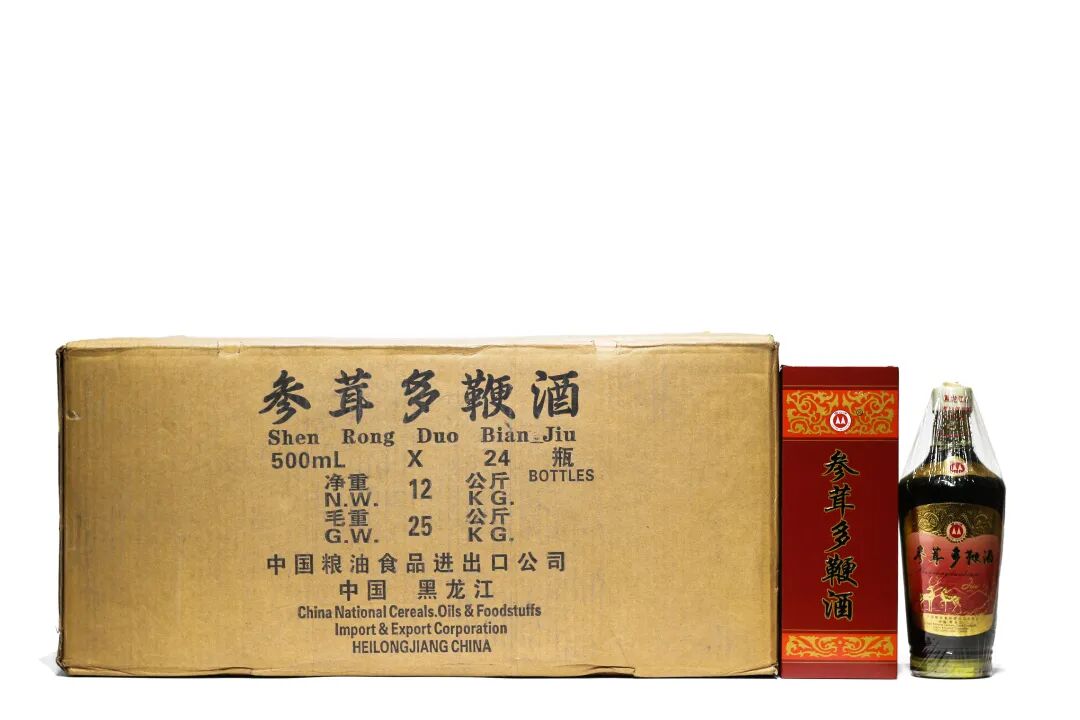 参茸多鞭酒
Shen Rong Duo Bian Jiu
500mL X 24 瓶
BOTTLES
净重 12 公斤
N.W. KG.
毛重 25 公斤
G.W. KG.
中国粮油食品进出口公司
中国 黑龙江
China National Cereals.Oils & Foodstuffs
Import & Export Corporation
HEILONGJIANG CHINA
参茸多鞭酒
参茸多鞭酒